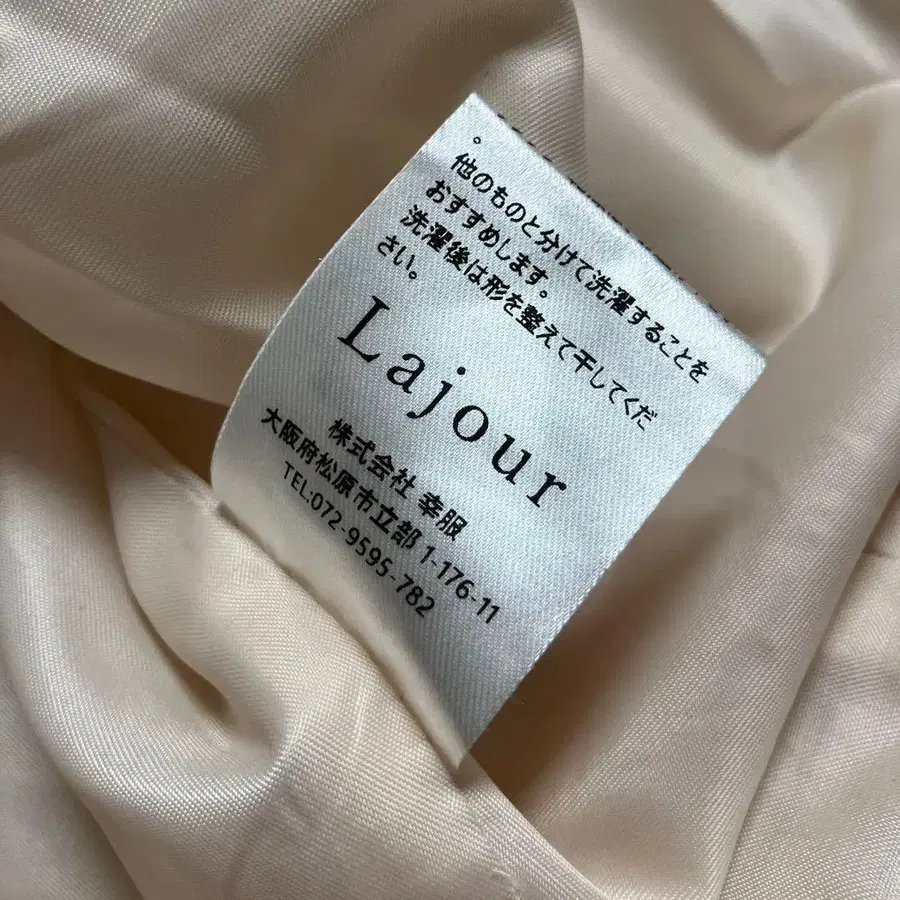 。
他のものと分けて洗濯することを
おすすめします。
洗濯後は形を整えて干してくだ
さい。
Lajour
株式会社 幸服
大阪府松原市立部 1-176-11
TEL:072-9595-782